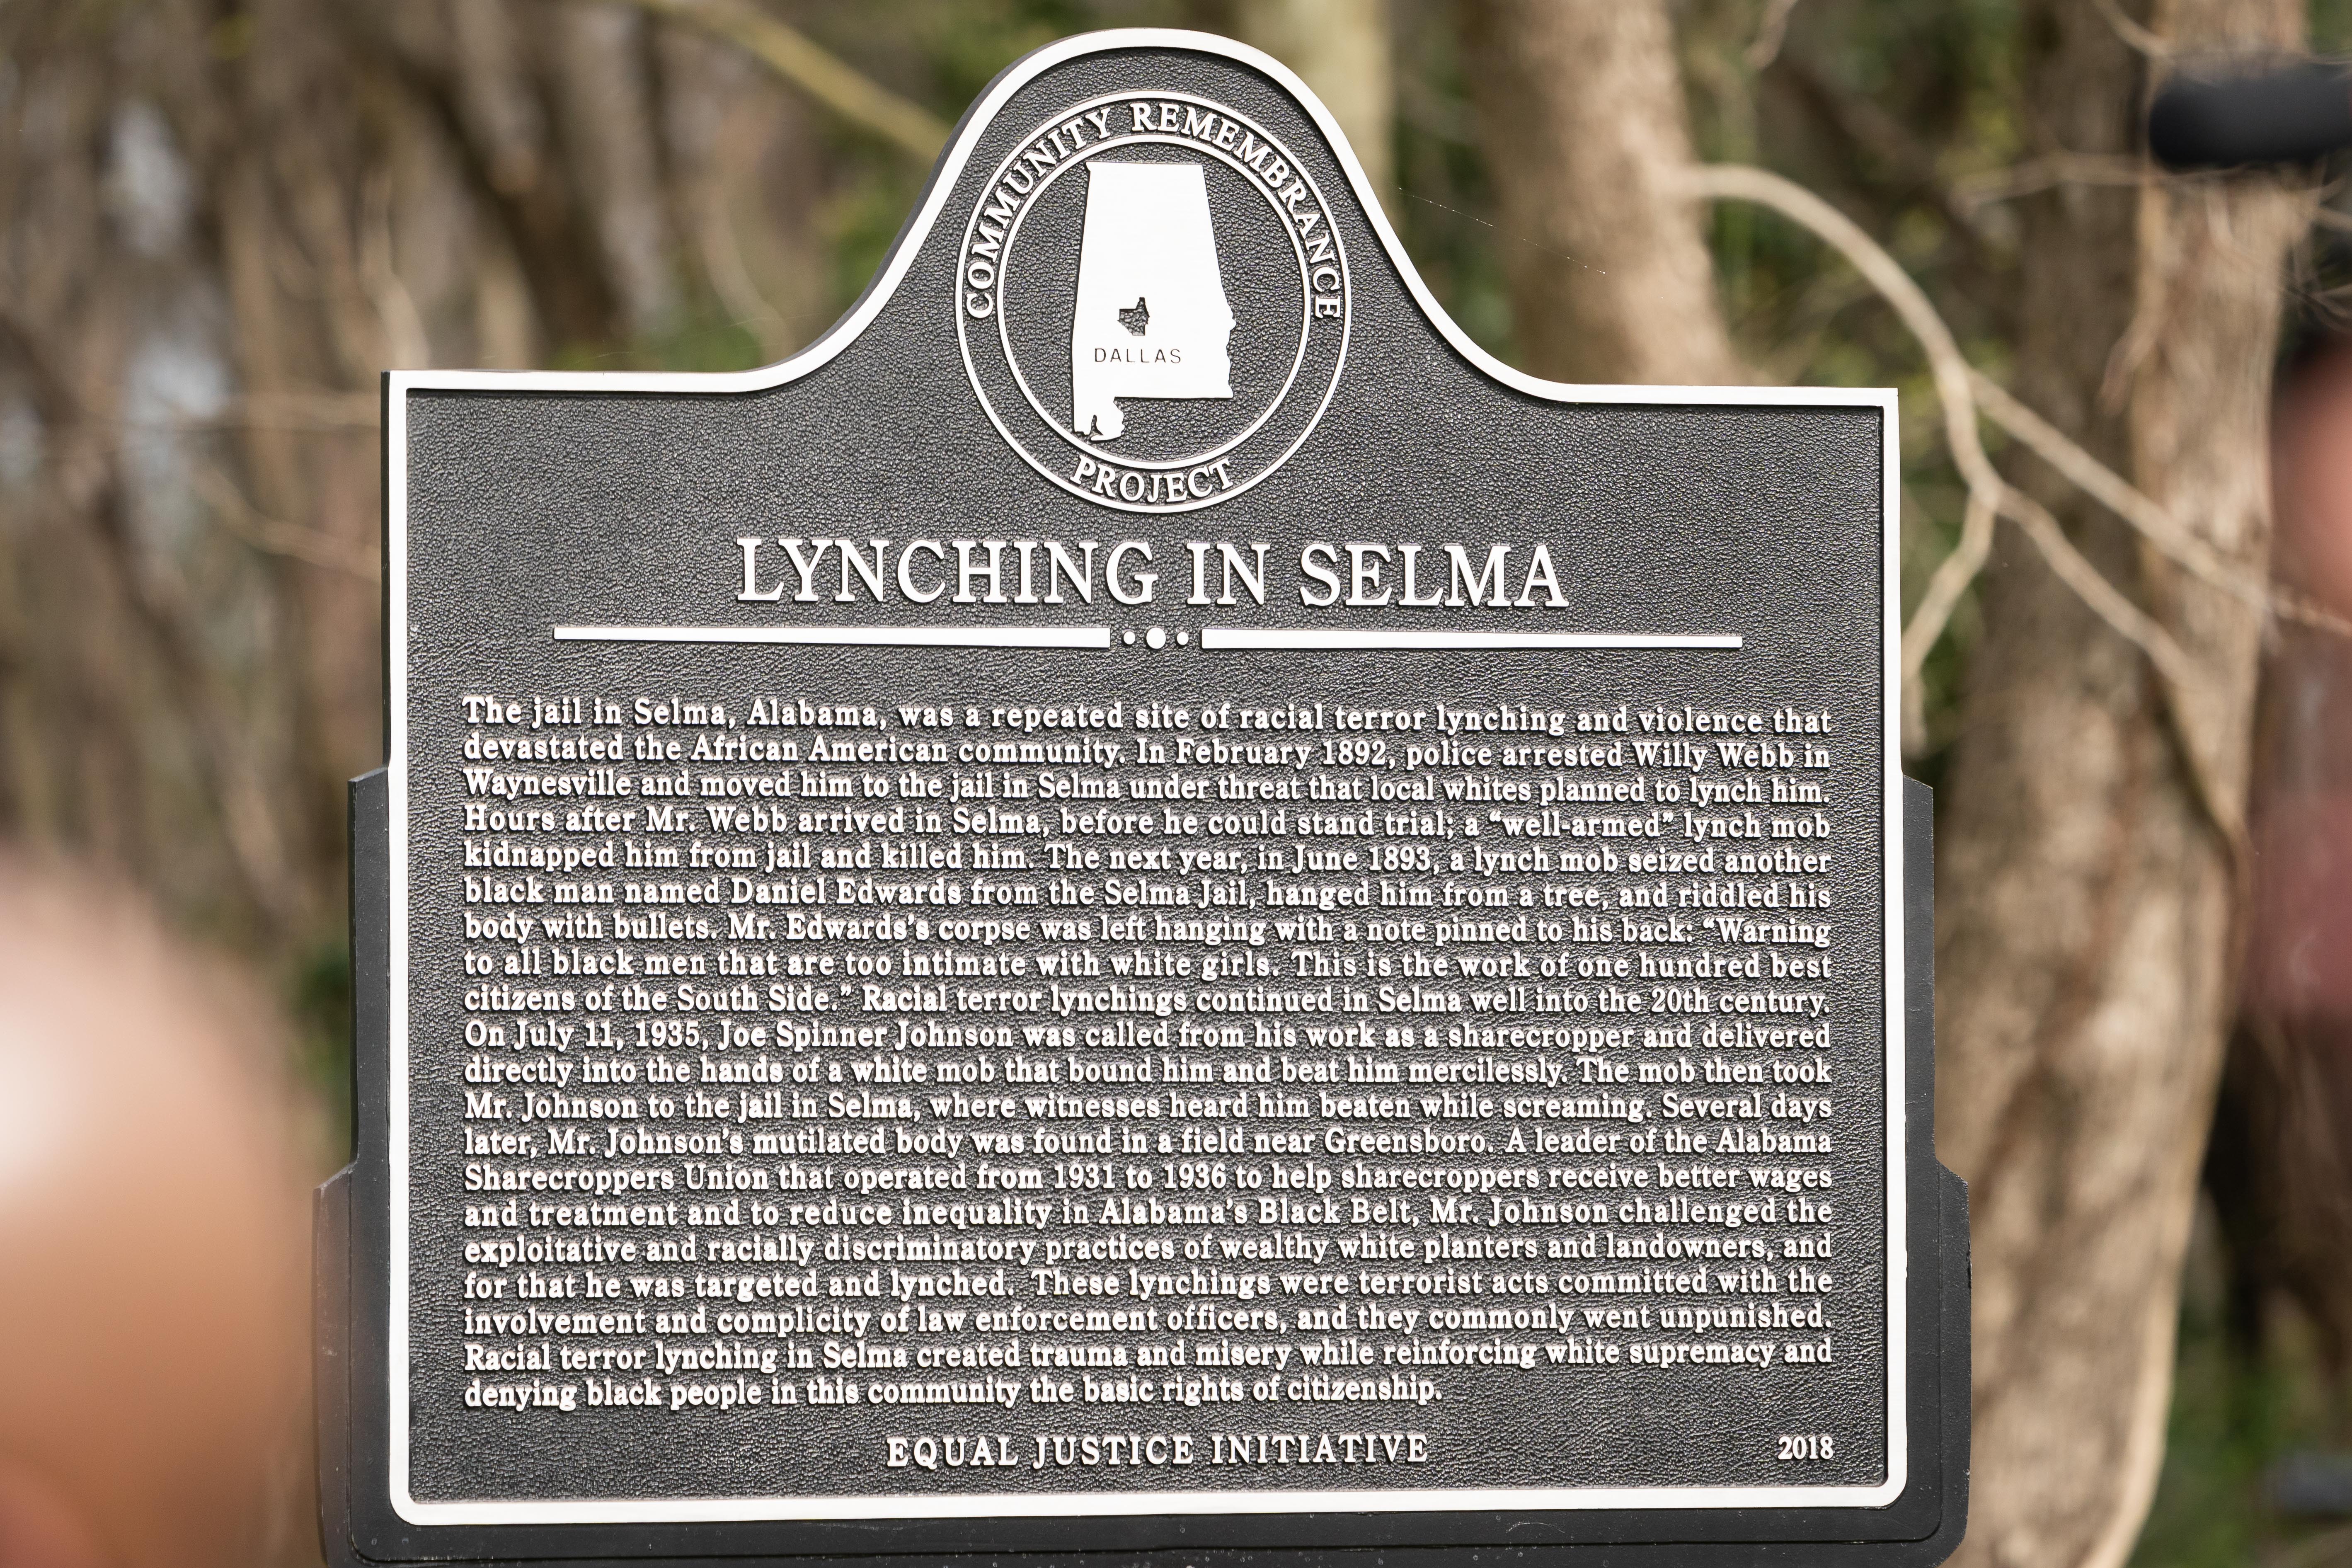 COMMUNITY REMEMBRANCE
DALLAS
PROJECT
LYNCHING IN SELMA
The jail in Selma, Alabama, was a repeated site of racial terror lynching and violence that
devastated the African American community. In February 1892, police arrested Willy Webb in
Waynesville and moved him to the jail in Selma under threat that local whites planned to lynch him.
Hours after Mr. Webb arrived in Selma, before he could stand trial; a “well-armed” lynch mob
kidnapped him from jail and killed him. The next year, in June 1893, a lynch mob seized another
black man named Daniel Edwards from the Selma Jail, hanged him from a tree, and riddled his
body with bullets. Mr. Edwards’s corpse was left hanging with a note pinned to his back: “Warning
to all black men that are too intimate with white girls. This is the work of one hundred best
citizens of the South Side.” Racial terror lynchings continued in Selma well into the 20th century.
On July 11, 1935, Joe Spinner Johnson was called from his work as a sharecropper and delivered
directly into the hands of a white mob that bound him and beat him mercilessly. The mob then took
Mr. Johnson to the jail in Selma, where witnesses heard him beaten while screaming. Several days
later, Mr. Johnson’s mutilated body was found in a field near Greensboro. A leader of the Alabama
Sharecroppers Union that operated from 1931 to 1936 to help sharecroppers receive better wages
and treatment and to reduce inequality in Alabama’s Black Belt, Mr. Johnson challenged the
exploitative and racially discriminatory practices of wealthy white planters and landowners, and
for that he was targeted and lynched. These lynchings were terrorist acts committed with the
involvement and complicity of law enforcement officers, and they commonly went unpunished.
Racial terror lynching in Selma created trauma and misery while reinforcing white supremacy and
denying black people in this community the basic rights of citizenship.
EQUAL JUSTICE INITIATIVE
2018